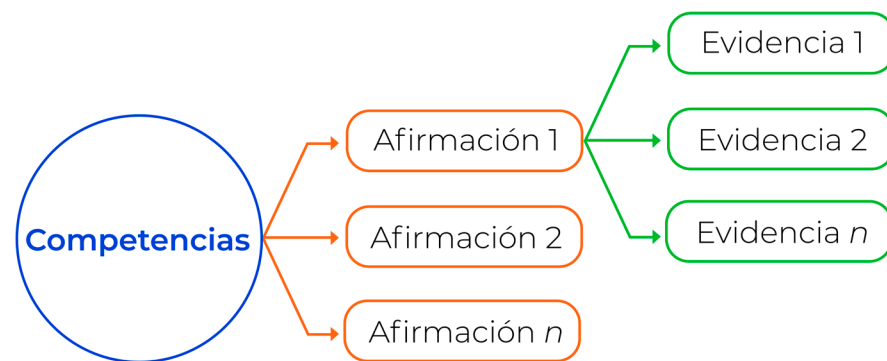 Competencias
Afirmación 1
Afirmación 2
Afirmación n
Evidencia 1
Evidencia 2
Evidencia n